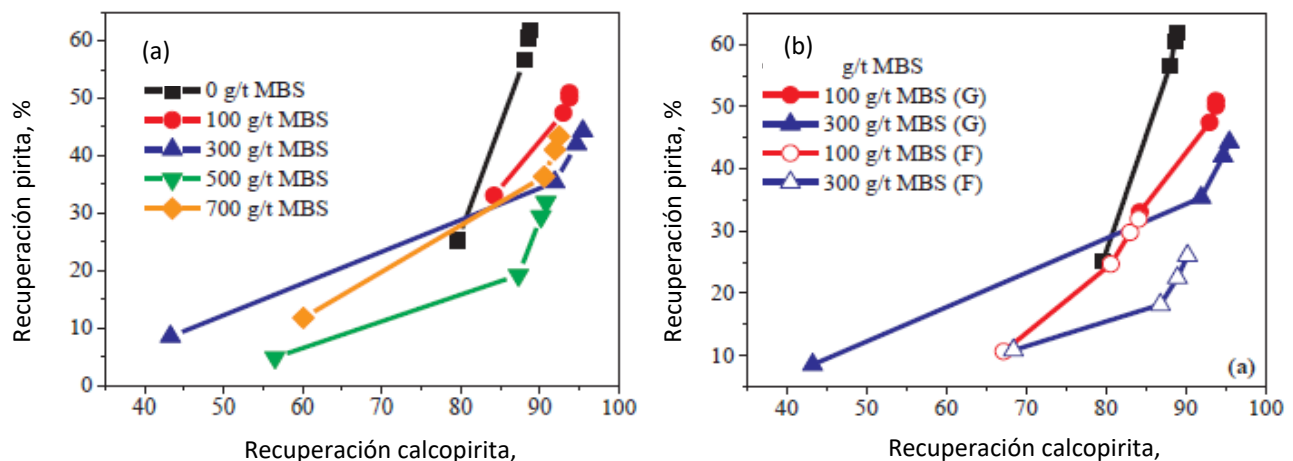 (a)
0 g/t MBS
100 g/t MBS
300 g/t MBS
500 g/t MBS
700 g/t MBS
Recuperación pirita, %
60
50
40
30
20
10
0
40 50 60 70 80 90 100
Recuperación calcopirita,
(b)
g/t MBS
100 g/t MBS (G)
300 g/t MBS (G)
100 g/t MBS (F)
300 g/t MBS (F)
Recuperación pirita, %
60
50
40
30
20
10
(a)
40 50 60 70 80 90 100
Recuperación calcopirita,